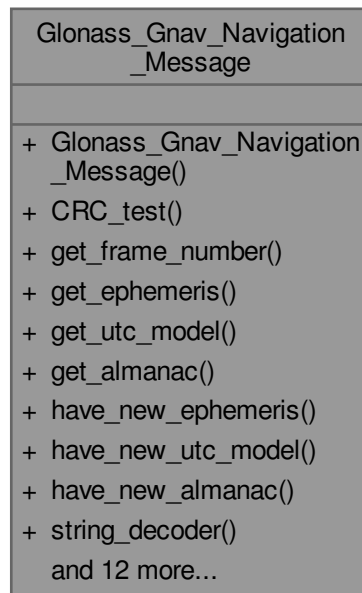 Glonass_Gnav_Navigation
_Message
+ Glonass_Gnav_Navigation
_Message()
+ CRC_test()
+ get_frame_number()
+ get_ephemeris()
+ get_utc_model()
+ get_almanac()
+ have_new_ephemeris()
+ have_new_utc_model()
+ have_new_almanac()
+ string_decoder()
and 12 more...